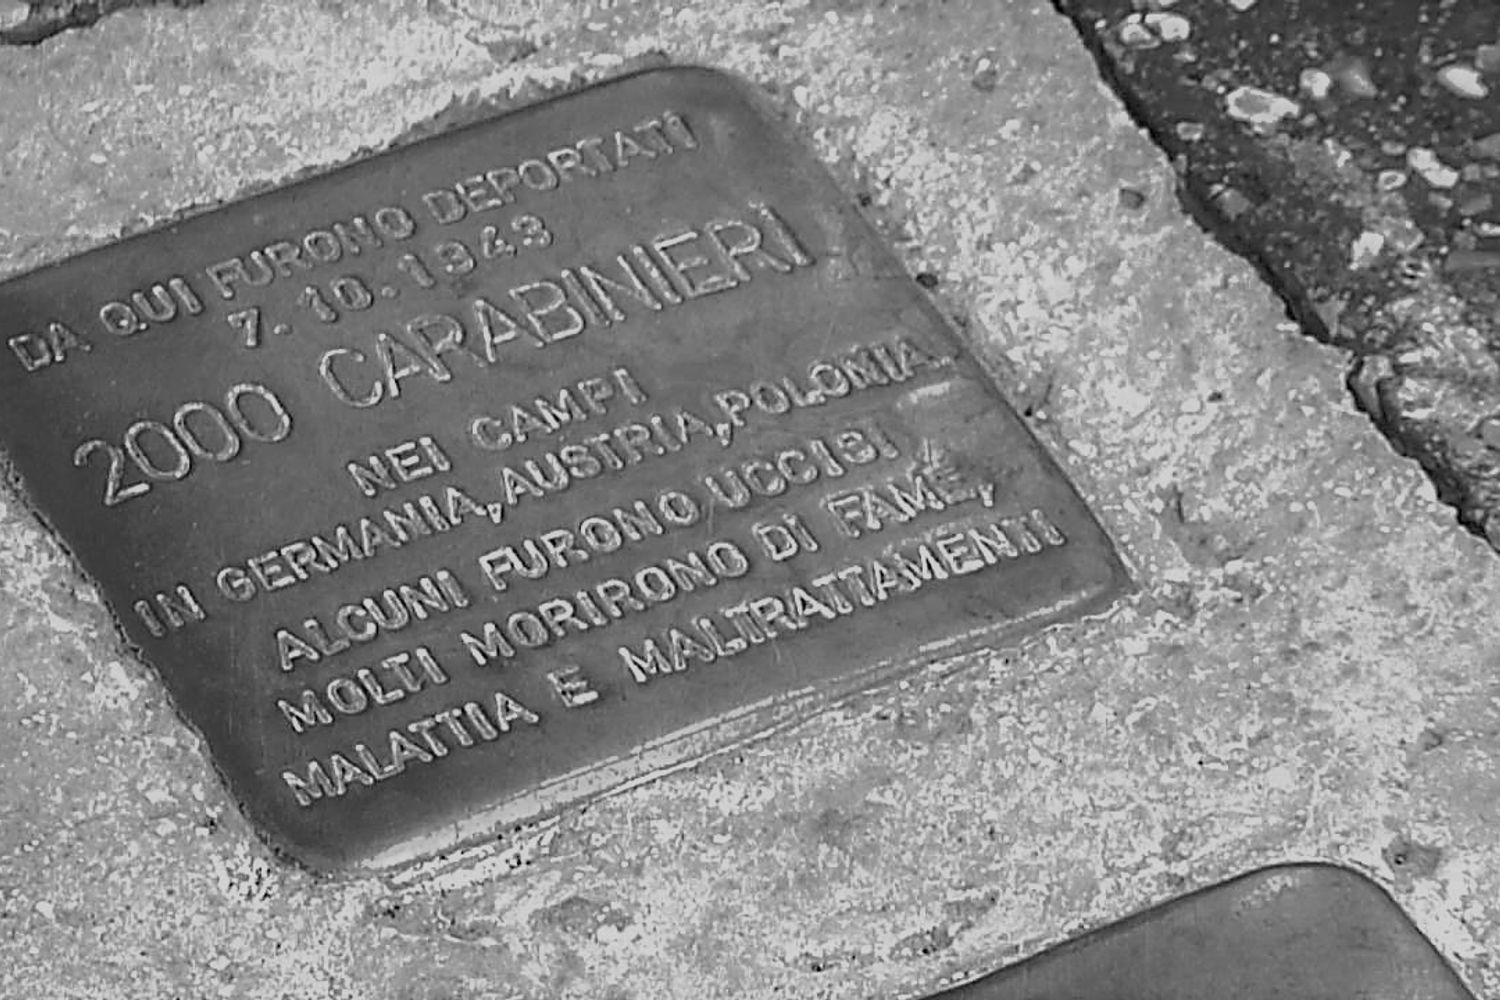 DA QUI FURONO DEPORTATI
7.10.1943
2000 CARABINIERI
NEI CAMPI
IN GERMANIA, AUSTRIA, POLONIA.
ALCUNI FURONO UCCISI
MOLTI MORIRONO DI FAME,
MALATTIA E MALTRATTAMENTI